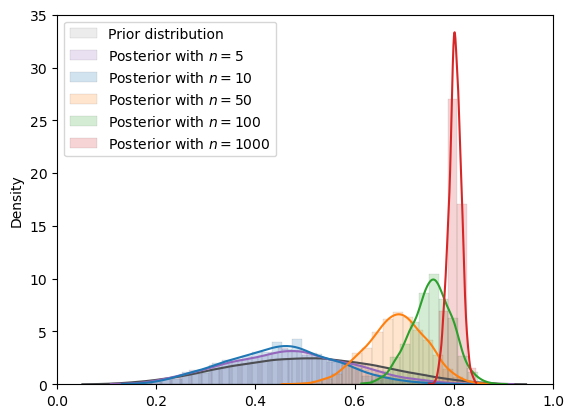 35
30
25
20
15
10
5
0
Density
Prior distribution
Posterior with n = 5
Posterior with n = 10
Posterior with n = 50
Posterior with n = 100
Posterior with n = 1000
0.0 0.2 0.4 0.6 0.8 1.0